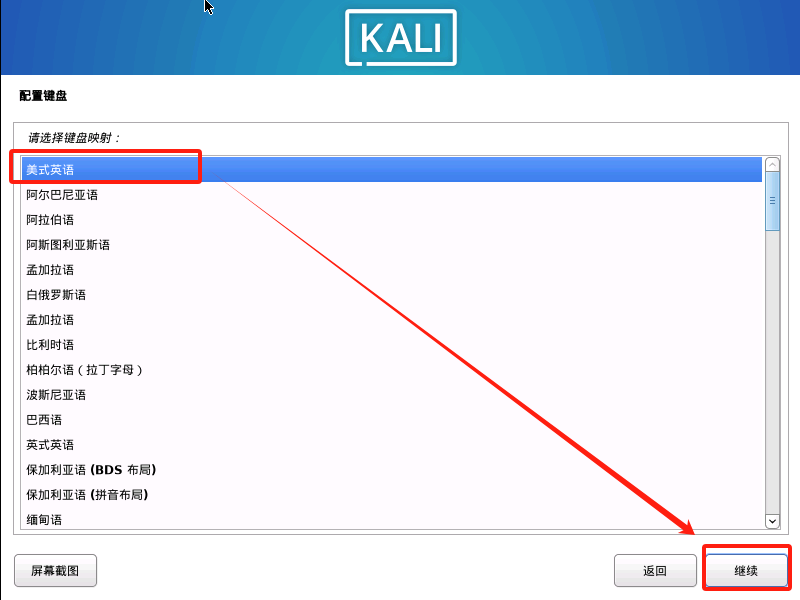 KALI
配置键盘
请选择键盘映射：
美式英语
阿尔巴尼亚语
阿拉伯语
阿斯图利亚斯语
孟加拉语
白俄罗斯语
孟加拉语
比利时语
柏柏尔语（拉丁字母）
波斯尼亚语
巴西语
英式英语
保加利亚语 (BDS 布局)
保加利亚语 (拼音布局)
缅甸语
屏幕截图
返回
继续